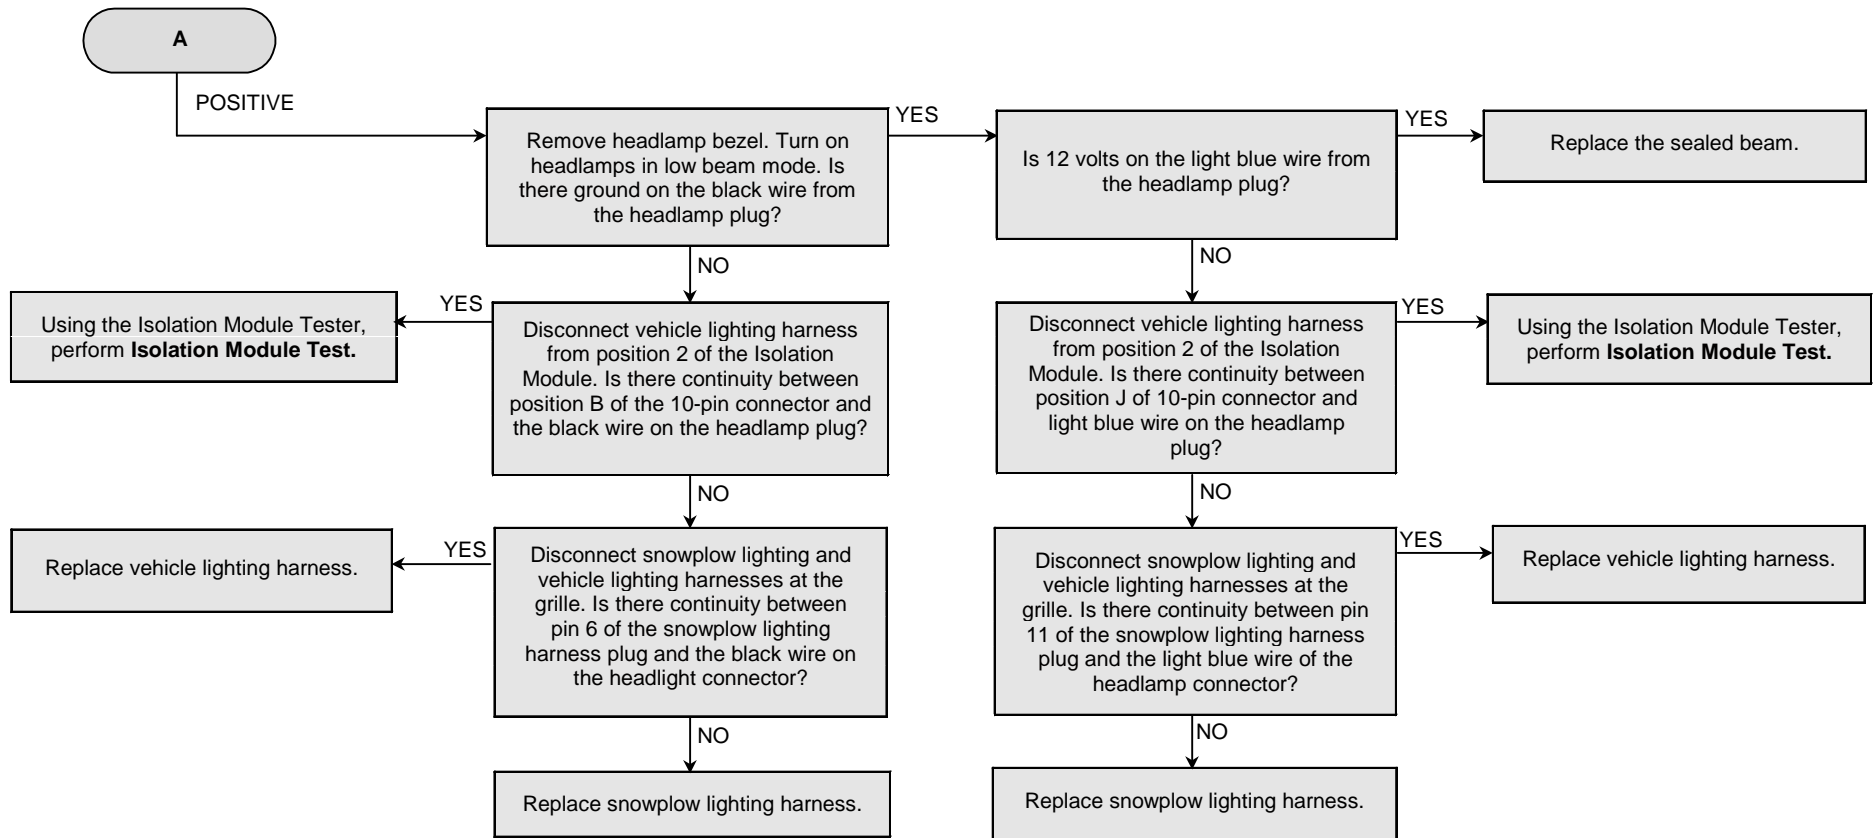 A
POSITIVE
Remove headlamp bezel. Turn on
headlamps in low beam mode. Is
there ground on the black wire from
the headlamp plug?
YES
Is 12 volts on the light blue wire from
the headlamp plug?
YES
Replace the sealed beam.
NO
NO
Using the Isolation Module Tester,
perform Isolation Module Test.
YES
Disconnect vehicle lighting harness
from position 2 of the Isolation
Module. Is there continuity between
position B of the 10-pin connector and
the black wire on the headlamp plug?
Disconnect vehicle lighting harness
from position 2 of the Isolation
Module. Is there continuity between
position J of 10-pin connector and
light blue wire on the headlamp
plug?
YES
Using the Isolation Module Tester,
perform Isolation Module Test.
NO
NO
Replace vehicle lighting harness.
YES
Disconnect snowplow lighting and
vehicle lighting harnesses at the
grille. Is there continuity between
pin 6 of the snowplow lighting
harness plug and the black wire on
the headlight connector?
Disconnect snowplow lighting and
vehicle lighting harnesses at the
grille. Is there continuity between pin
11 of the snowplow lighting harness
plug and the light blue wire of the
headlamp connector?
YES
Replace vehicle lighting harness.
NO
NO
Replace snowplow lighting harness.
Replace snowplow lighting harness.